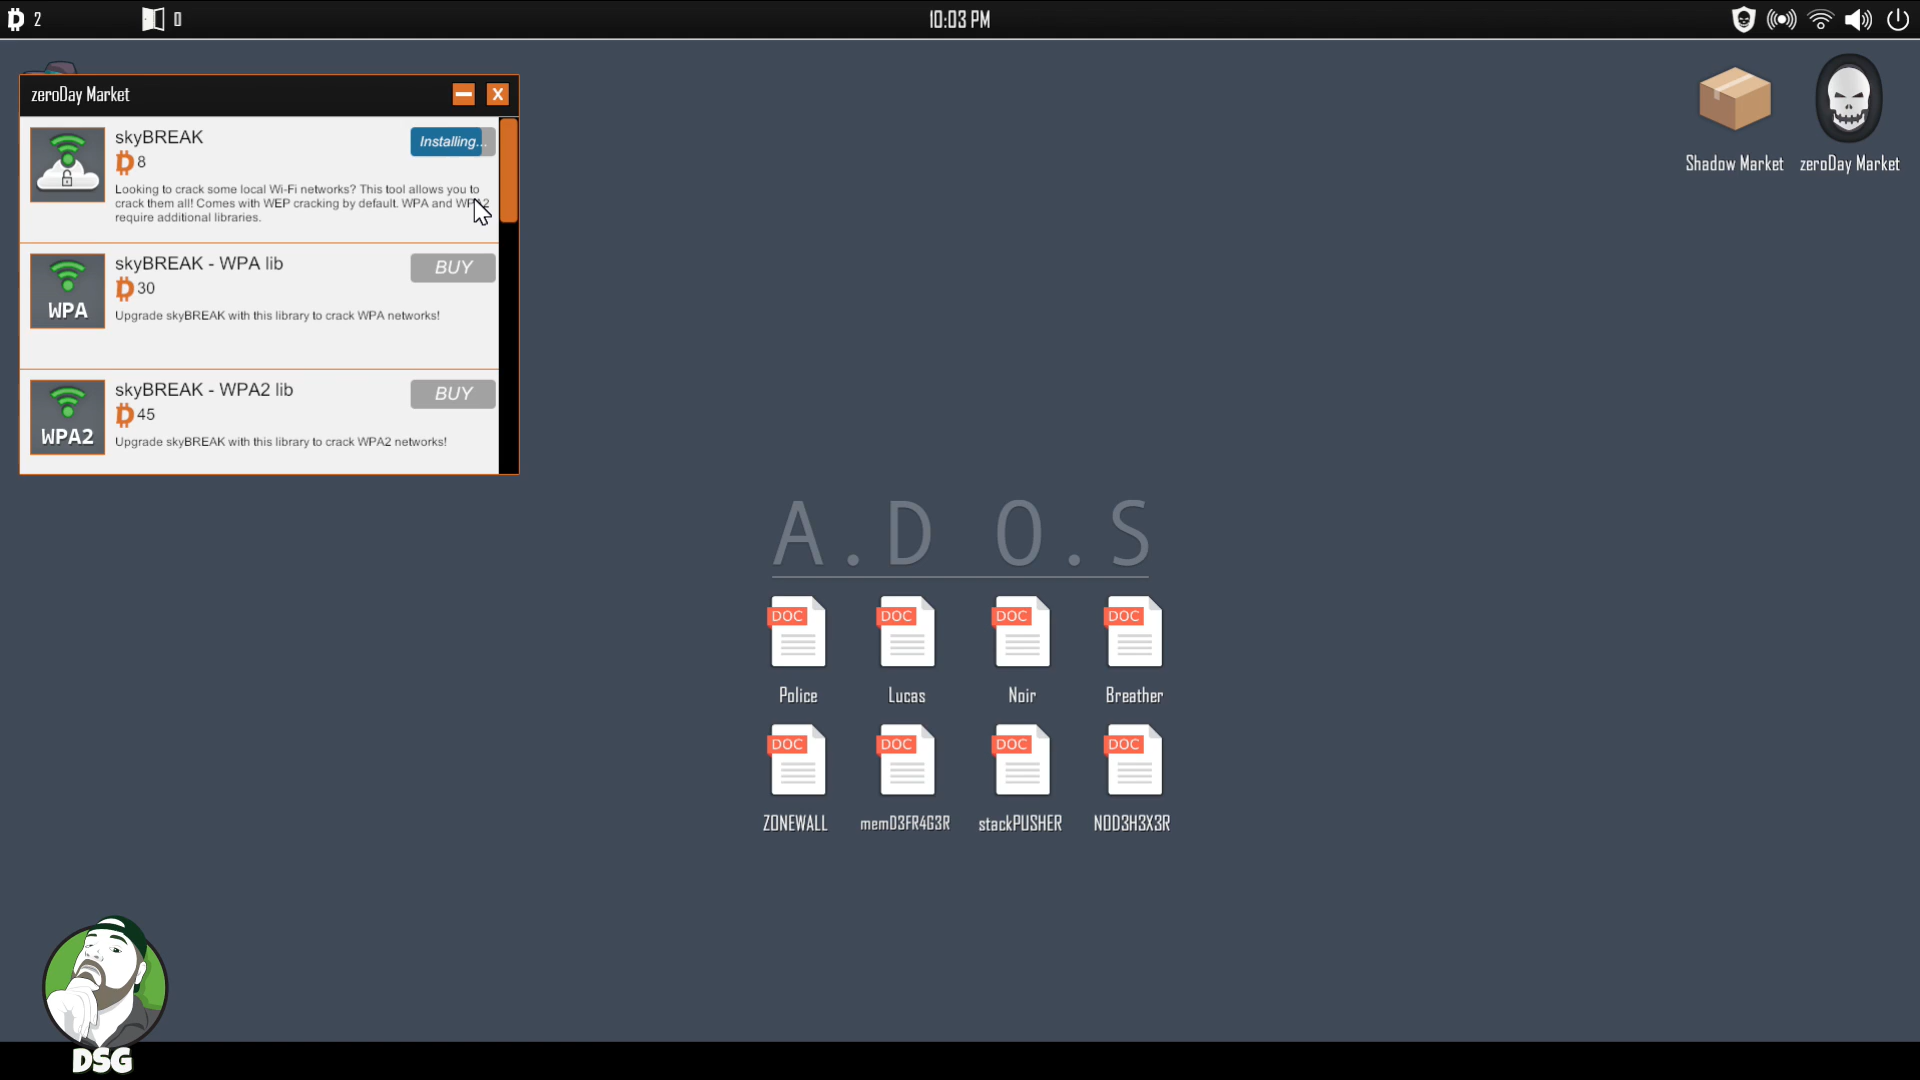 2
0
10:03 PM
zeroDay Market
X
skyBREAK
8
Installing...
Looking to crack some local Wi-Fi networks? This tool allows you to
crack them all! Comes with WEP cracking by default. WPA and WPA2
require additional libraries.
WPA
skyBREAK - WPA lib
30
BUY
Upgrade skyBREAK with this library to crack WPA networks!
WPA2
skyBREAK - WPA2 lib
45
BUY
Upgrade skyBREAK with this library to crack WPA2 networks!
Shadow Market
zeroDay Market
A.D O.S
DOC DOC DOC DOC
Police Lucas Noir Breather
DOC DOC DOC DOC
ZONEWALL memD3FR4G3R stackPUSHER NOD3H3X3R
DSG